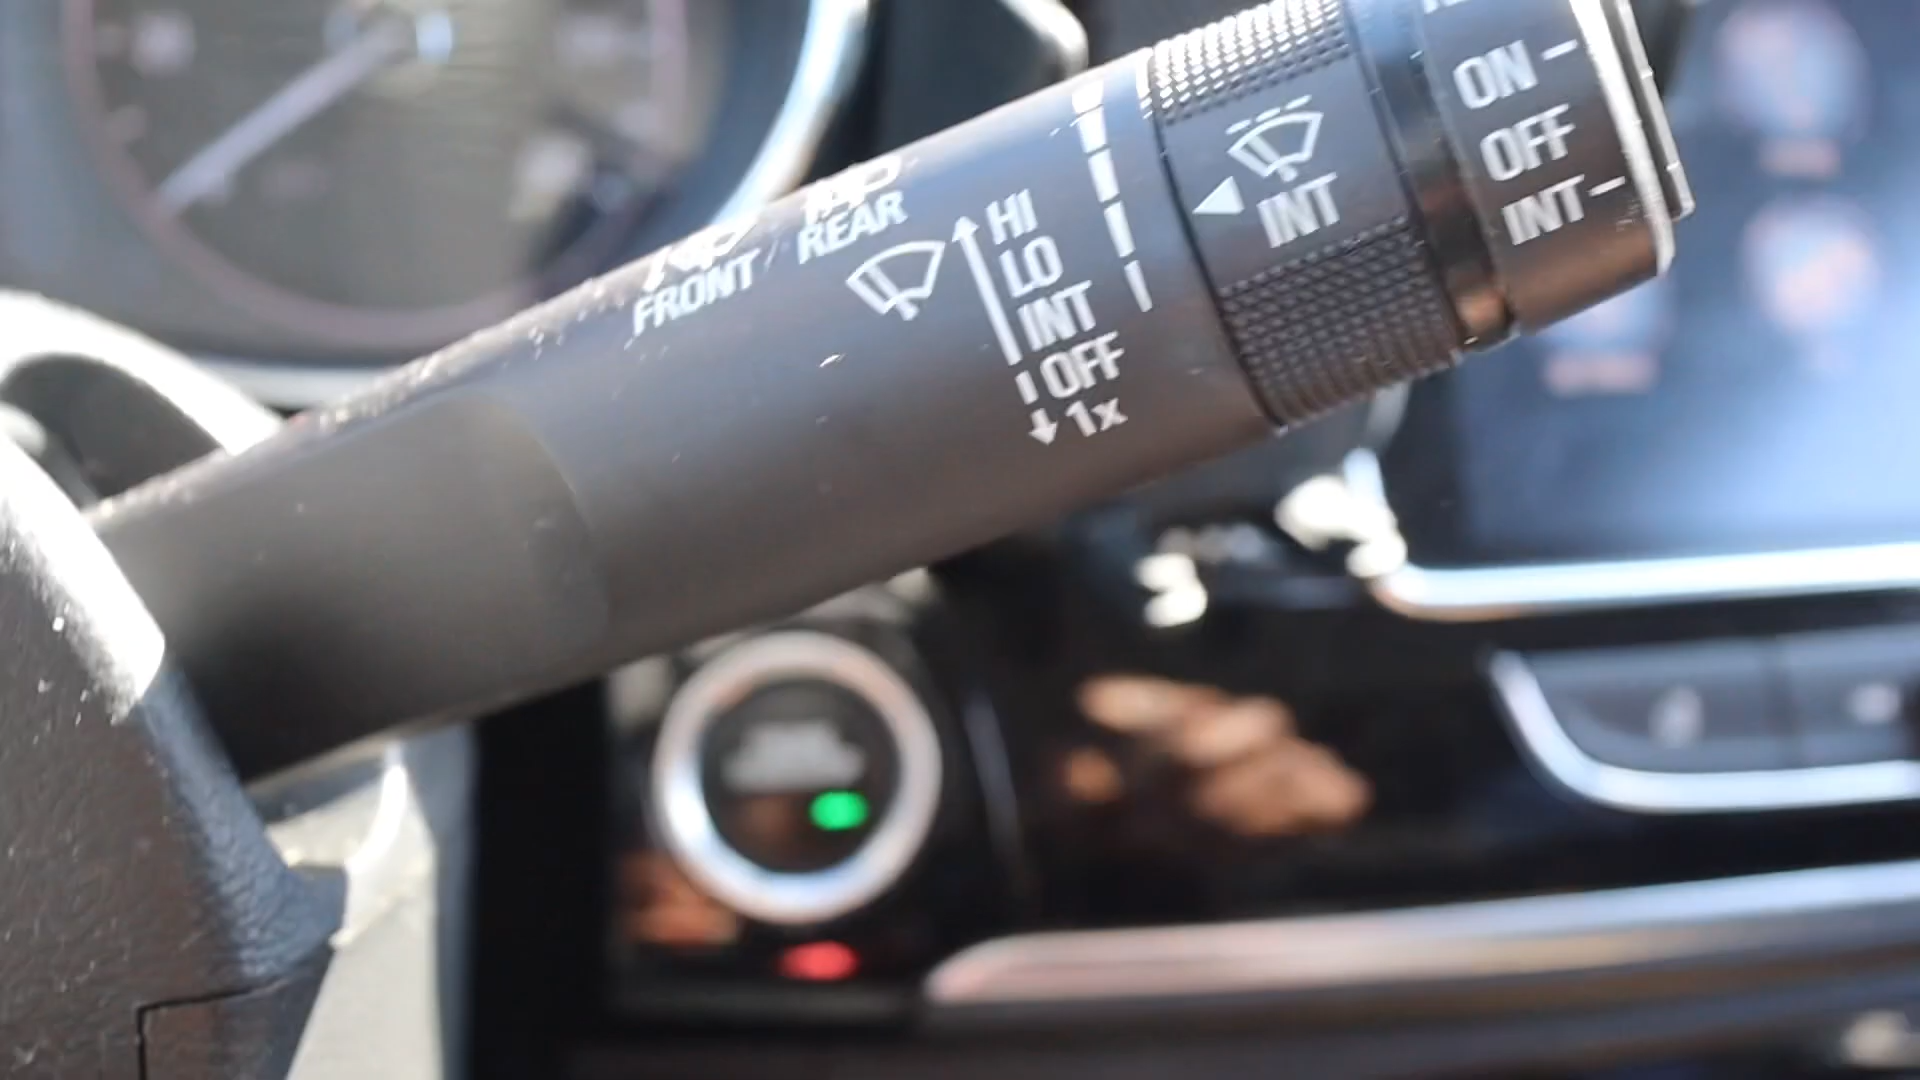 FRONT / REAR
HI
LO
INT
OFF
1x
INT
ON
OFF
INT